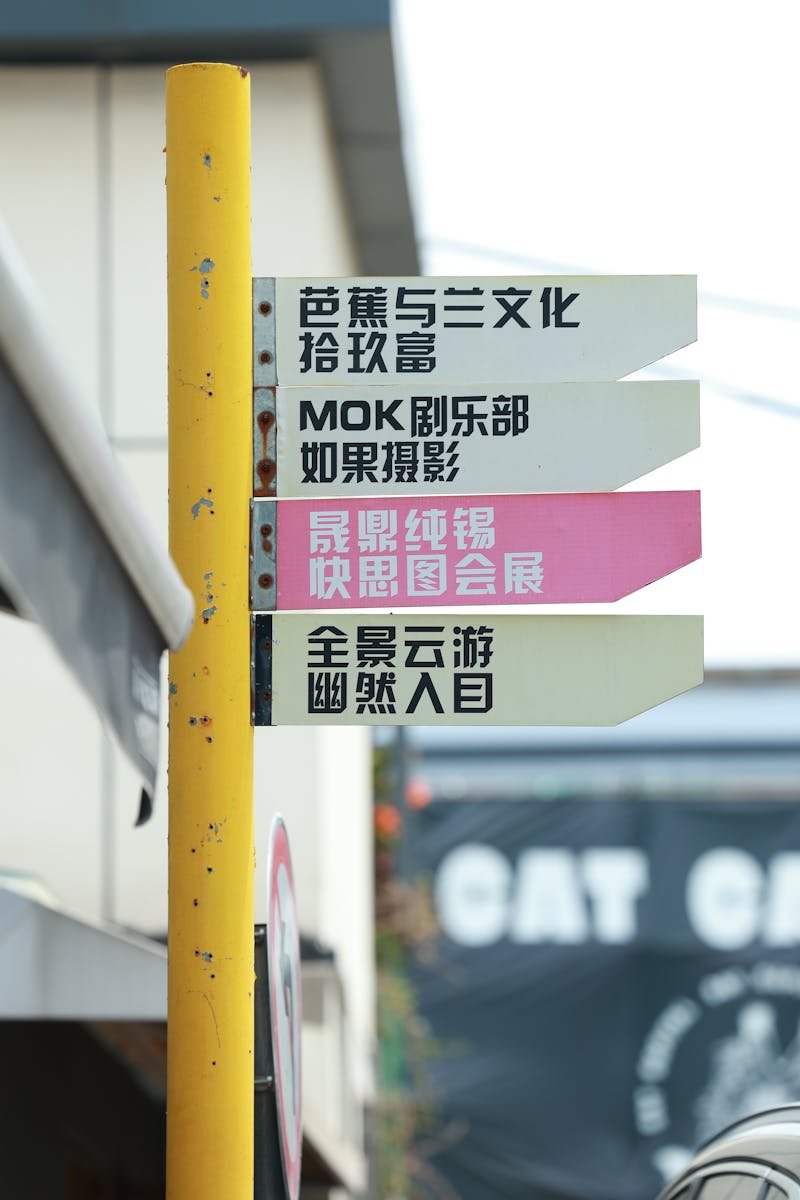 芭蕉与兰文化
拾玖富
MOK剧乐部
如果摄影
晟鼎纯锡
快思图会展
全景云游
幽然入目
CAT CA